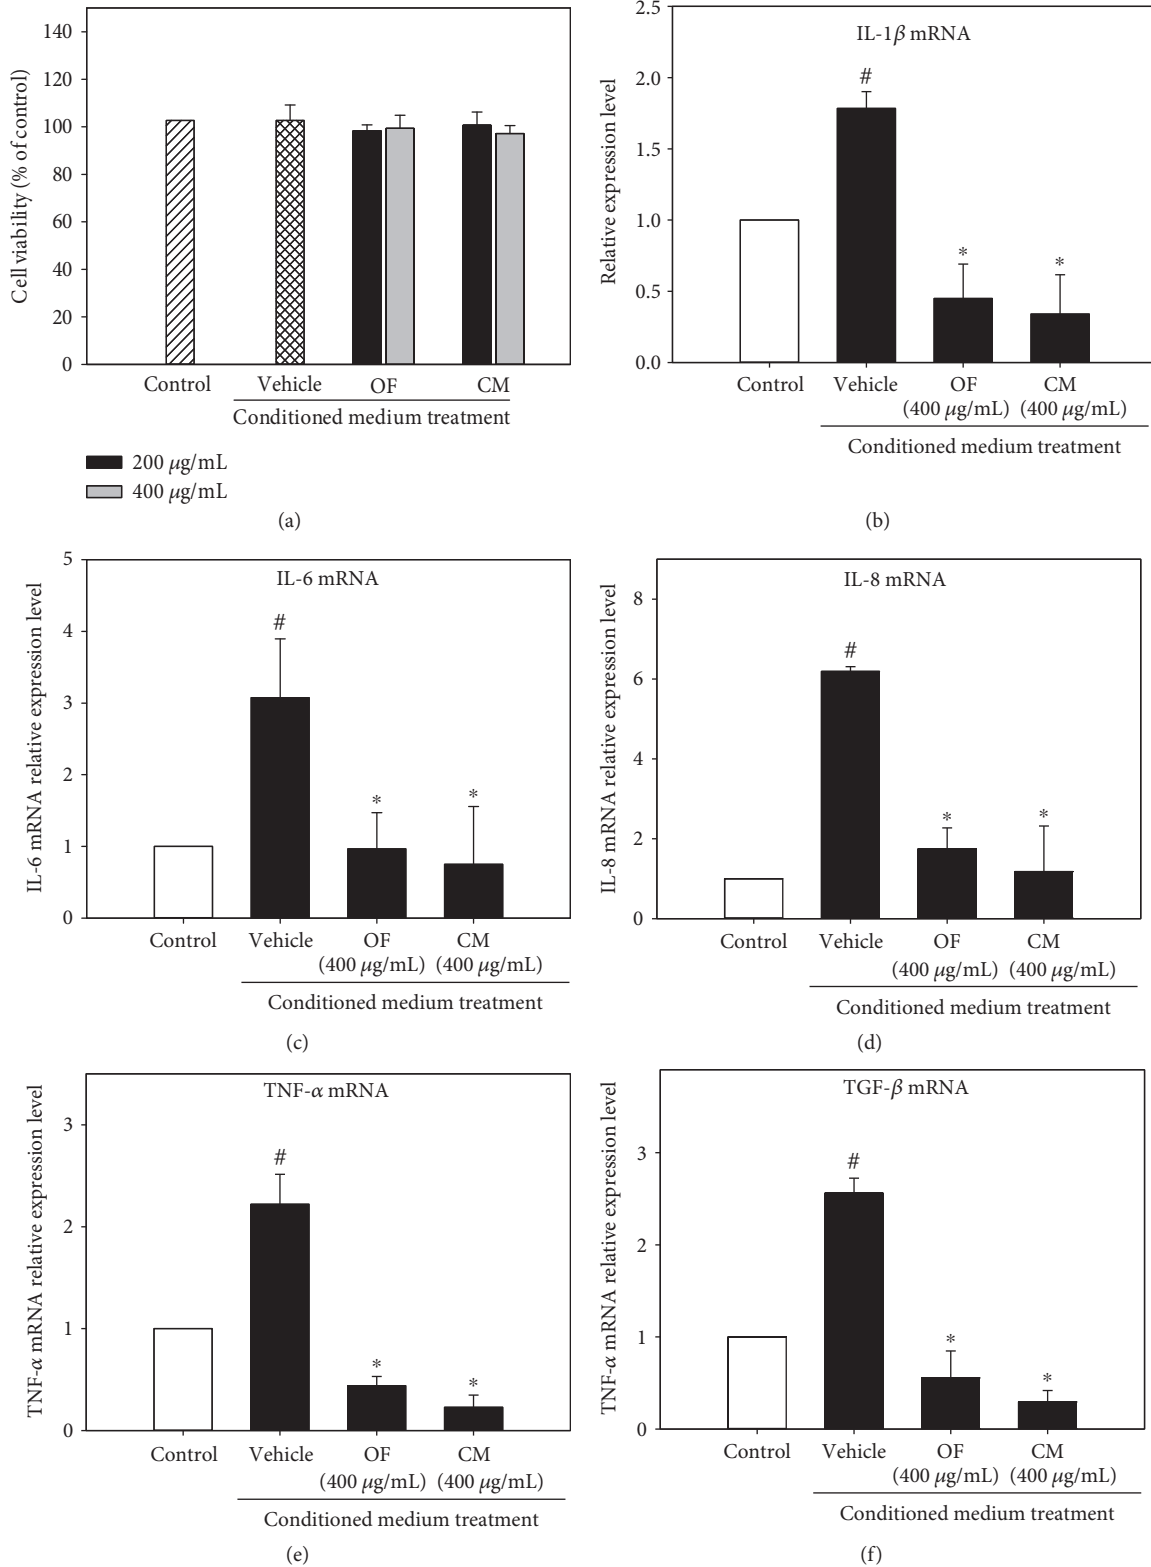 Cell viability (% of control)
140
120
100
80
60
40
20
0
Control
Vehicle
OF
CM
Conditioned medium treatment
200 μg/mL
400 μg/mL
(a)
IL-1β mRNA
Relative expression level
2.5
2.0
1.5
1.0
0.5
0.0
#
*
*
Control
Vehicle
OF
CM
(400 μg/mL)
(400 μg/mL)
Conditioned medium treatment
(b)
IL-6 mRNA
IL-6 mRNA relative expression level
5
4
3
2
1
0
#
*
*
Control
Vehicle
OF
CM
(400 μg/mL)
(400 μg/mL)
Conditioned medium treatment
(c)
IL-8 mRNA
IL-8 mRNA relative expression level
8
6
4
2
0
#
*
*
Control
Vehicle
OF
CM
(400 μg/mL)
(400 μg/mL)
Conditioned medium treatment
(d)
TNF-α mRNA
TNF-α mRNA relative expression level
3
2
1
0
#
*
*
Control
Vehicle
OF
CM
(400 μg/mL)
(400 μg/mL)
Conditioned medium treatment
(e)
TGF-β mRNA
TNF-α mRNA relative expression level
3
2
1
0
#
*
*
Control
Vehicle
OF
CM
(400 μg/mL)
(400 μg/mL)
Conditioned medium treatment
(f)